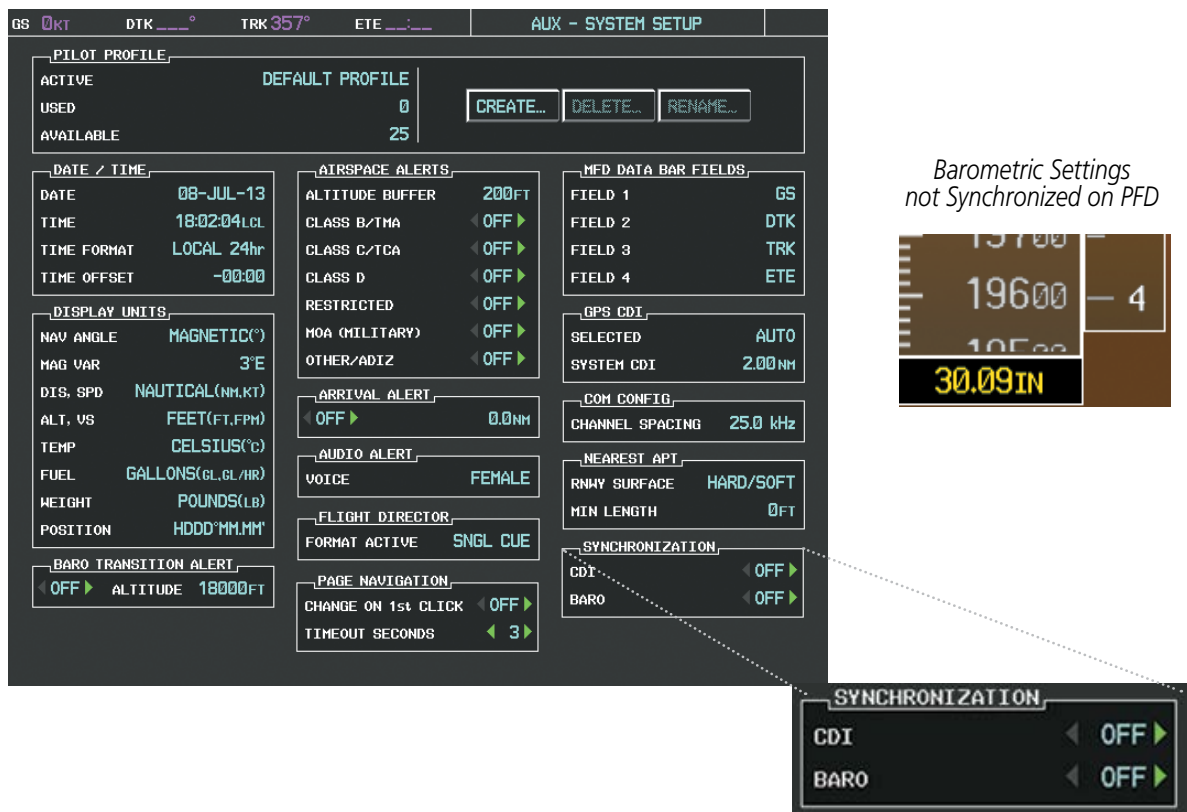 GS 0KT DTK ___° TRK 357° ETE __:__ AUX - SYSTEM SETUP
PILOT PROFILE
ACTIVE DEFAULT PROFILE
USED 0
AVAILABLE 25
CREATE… DELETE… RENAME…
DATE / TIME
DATE 08-JUL-13
TIME 18:02:04LCL
TIME FORMAT LOCAL 24hr
TIME OFFSET -00:00
DISPLAY UNITS
NAV ANGLE MAGNETIC(°)
MAG VAR 3°E
DIS, SPD NAUTICAL(NM,KT)
ALT, VS FEET(FT,FPM)
TEMP CELSIUS(°C)
FUEL GALLONS(GL,GL/HR)
WEIGHT POUNDS(LB)
POSITION HDDD°MM.MM'
BARO TRANSITION ALERT
OFF ALTITUDE 18000FT
AIRSPACE ALERTS
ALTITUDE BUFFER 200FT
CLASS B/TMA OFF
CLASS C/TCA OFF
CLASS D OFF
RESTRICTED OFF
MOA (MILITARY) OFF
OTHER/ADIZ OFF
ARRIVAL ALERT
OFF 0.0NM
AUDIO ALERT
VOICE FEMALE
FLIGHT DIRECTOR
FORMAT ACTIVE SNGL CUE
PAGE NAVIGATION
CHANGE ON 1st CLICK OFF
TIMEOUT SECONDS 3
MFD DATA BAR FIELDS
FIELD 1 GS
FIELD 2 DTK
FIELD 3 TRK
FIELD 4 ETE
GPS CDI
SELECTED AUTO
SYSTEM CDI 2.00NM
COM CONFIG
CHANNEL SPACING 25.0 kHz
NEAREST APT
RNWY SURFACE HARD/SOFT
MIN LENGTH 0FT
SYNCHRONIZATION
CDI OFF
BARO OFF
Barometric Settings
not Synchronized on PFD
19600 4
30.09IN
SYNCHRONIZATION
CDI OFF
BARO OFF